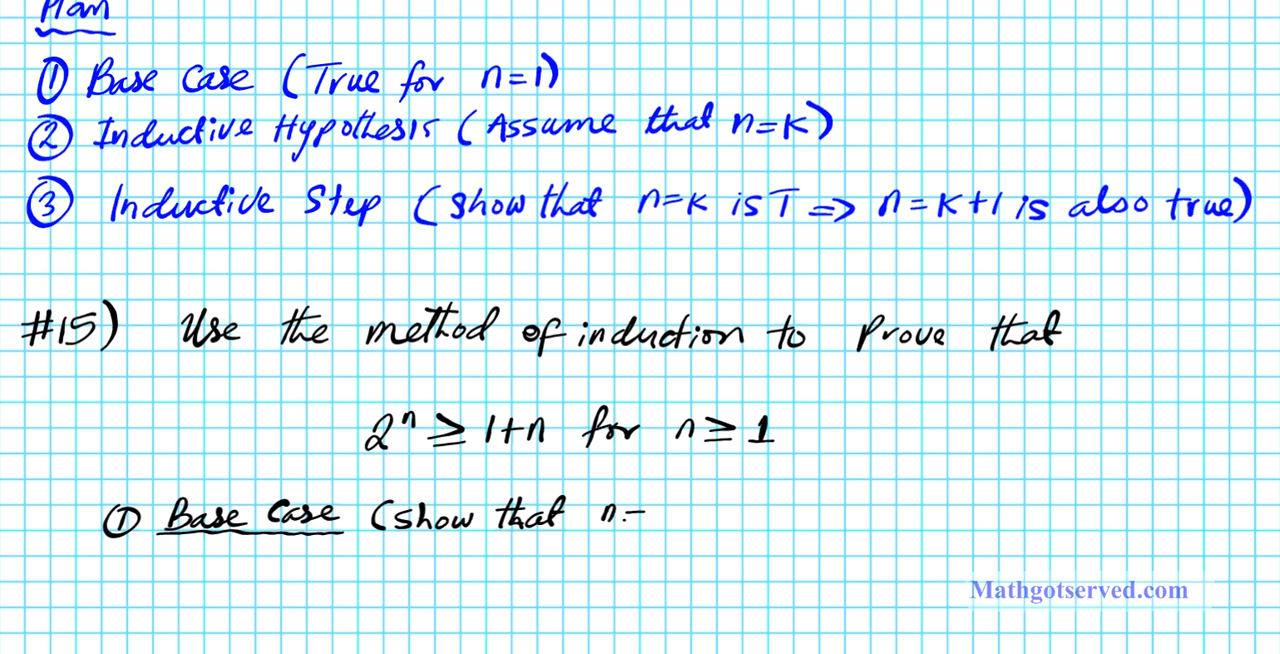 Plan
① Base Case (True for n=1)
② Inductive Hypothesis (Assume that n=K)
③ Inductive Step (show that n=K is T => n=K+1 is also true)
#15) Use the method of induction to prove that
2ⁿ ≥ 1+n for n ≥ 1
① Base Case (show that n=
Mathgotserved.com